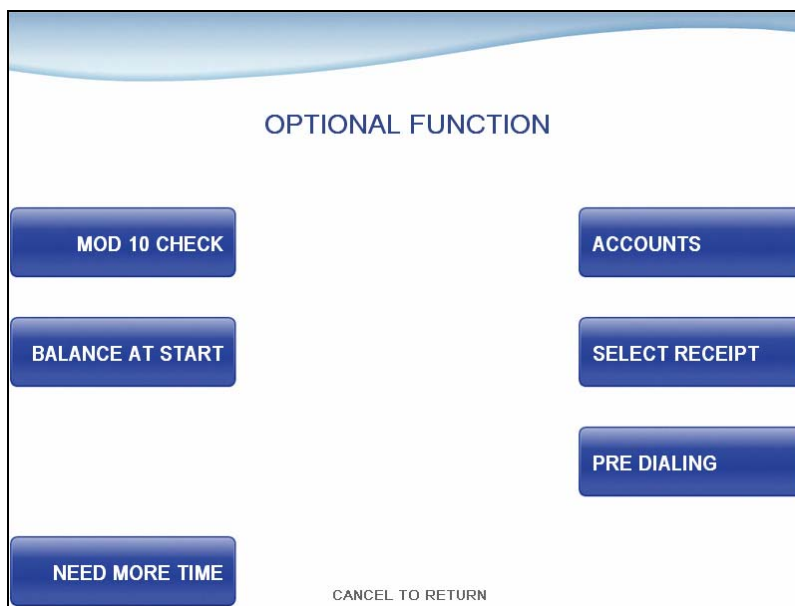 OPTIONAL FUNCTION
MOD 10 CHECK
ACCOUNTS
BALANCE AT START
SELECT RECEIPT
PRE DIALING
NEED MORE TIME
CANCEL TO RETURN